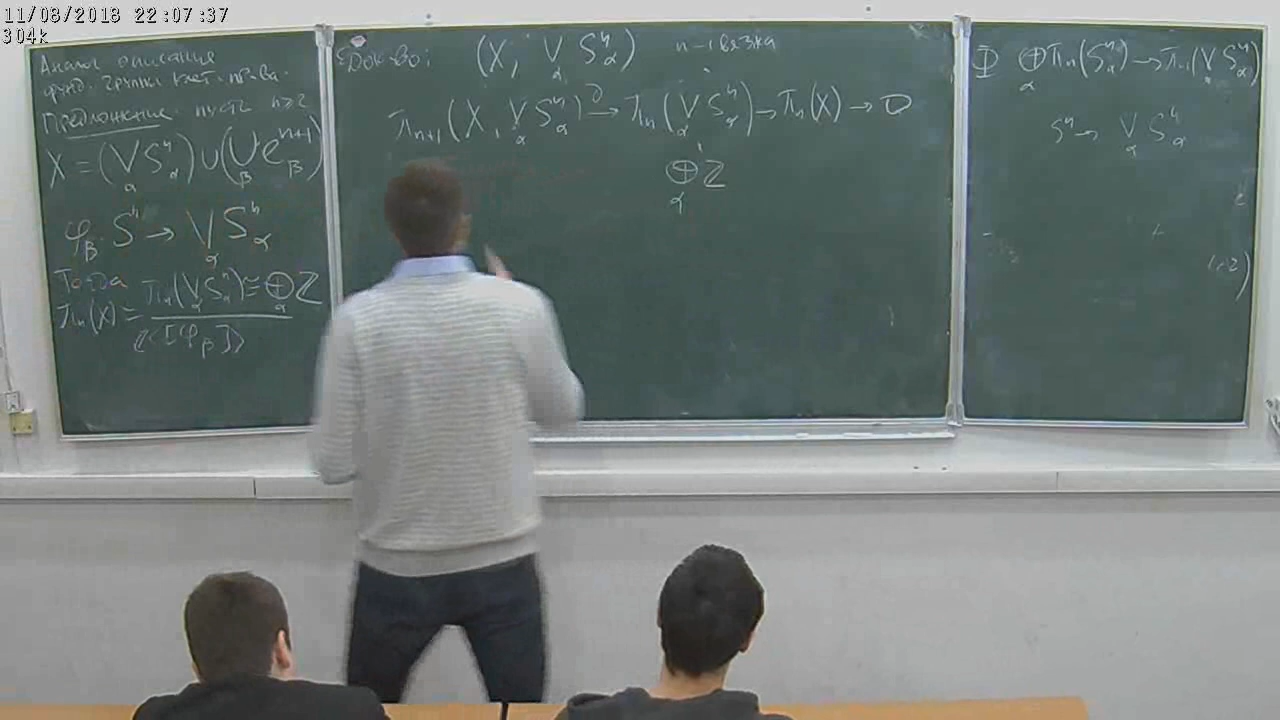 11/08/2018 22:07:37
304k
Аналог описания
фунд. группы клет. пр-ва.
Предложение пусть n≥2
X = (⋁_α S^n_α) ∪ (⋃_β e^{n+1}_β)
φ_β: S^n → ⋁_α S^n_α
Тогда
π_n(X) ≅ π_n(⋁_α S^n_α) ≅ ⊕_α ℤ
ℤ<[φ_β]>
Док-во: (X, ⋁_α S^n_α) n-1 связка
π_{n+1}(X, ⋁_α S^n_α) →^∂ π_n(⋁_α S^n_α) → π_n(X) → 0
⊕_α ℤ
Φ ⊕_α π_n(S^n_α) → π_n(⋁_α S^n_α)
S^n → ⋁_α S^n_α